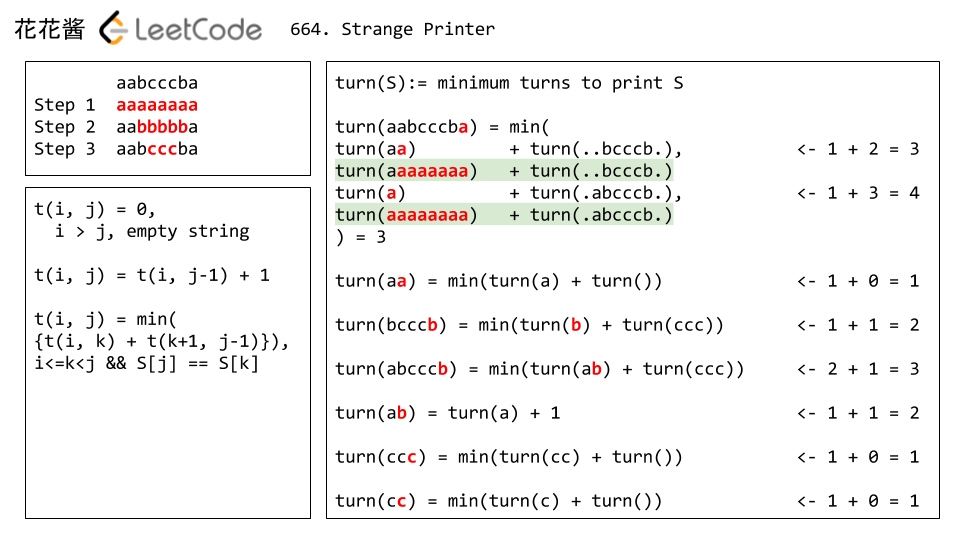 花花酱 LeetCode 664. Strange Printer
aabcccba
Step 1 aaaaaaaa
Step 2 aabbbbba
Step 3 aabcccba
t(i, j) = 0,
i > j, empty string
t(i, j) = t(i, j-1) + 1
t(i, j) = min(
{t(i, k) + t(k+1, j-1)}),
i<=k<j && S[j] == S[k]
turn(S):= minimum turns to print S
turn(aabcccba) = min(
turn(aa) + turn(..bcccb.), <- 1 + 2 = 3
turn(aaaaaaaa) + turn(..bcccb.)
turn(a) + turn(.abcccb.), <- 1 + 3 = 4
turn(aaaaaaaa) + turn(.abcccb.)
) = 3
turn(aa) = min(turn(a) + turn()) <- 1 + 0 = 1
turn(bcccb) = min(turn(b) + turn(ccc)) <- 1 + 1 = 2
turn(abcccb) = min(turn(ab) + turn(ccc)) <- 2 + 1 = 3
turn(ab) = turn(a) + 1 <- 1 + 1 = 2
turn(ccc) = min(turn(cc) + turn()) <- 1 + 0 = 1
turn(cc) = min(turn(c) + turn()) <- 1 + 0 = 1